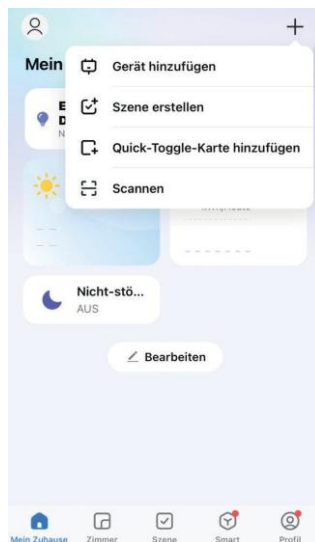 Mein
Gerät hinzufügen
Szene erstellen
Quick-Toggle-Karte hinzufügen
Scannen
E
D
N
Nicht-stö...
AUS
Bearbeiten
Mein Zuhause
Zimmer
Szene
Smart
Profil